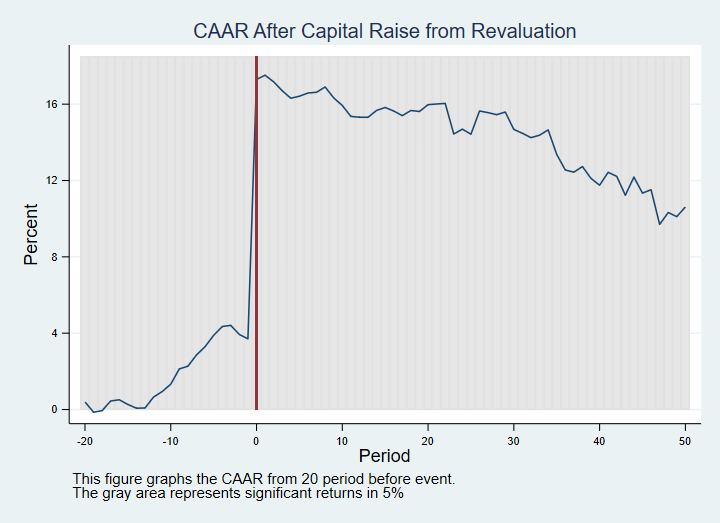 CAAR After Capital Raise from Revaluation
16
12
8
4
0
Percent
-20 -10 0 10 20 30 40 50
Period
This figure graphs the CAAR from 20 period before event.
The gray area represents significant returns in 5%